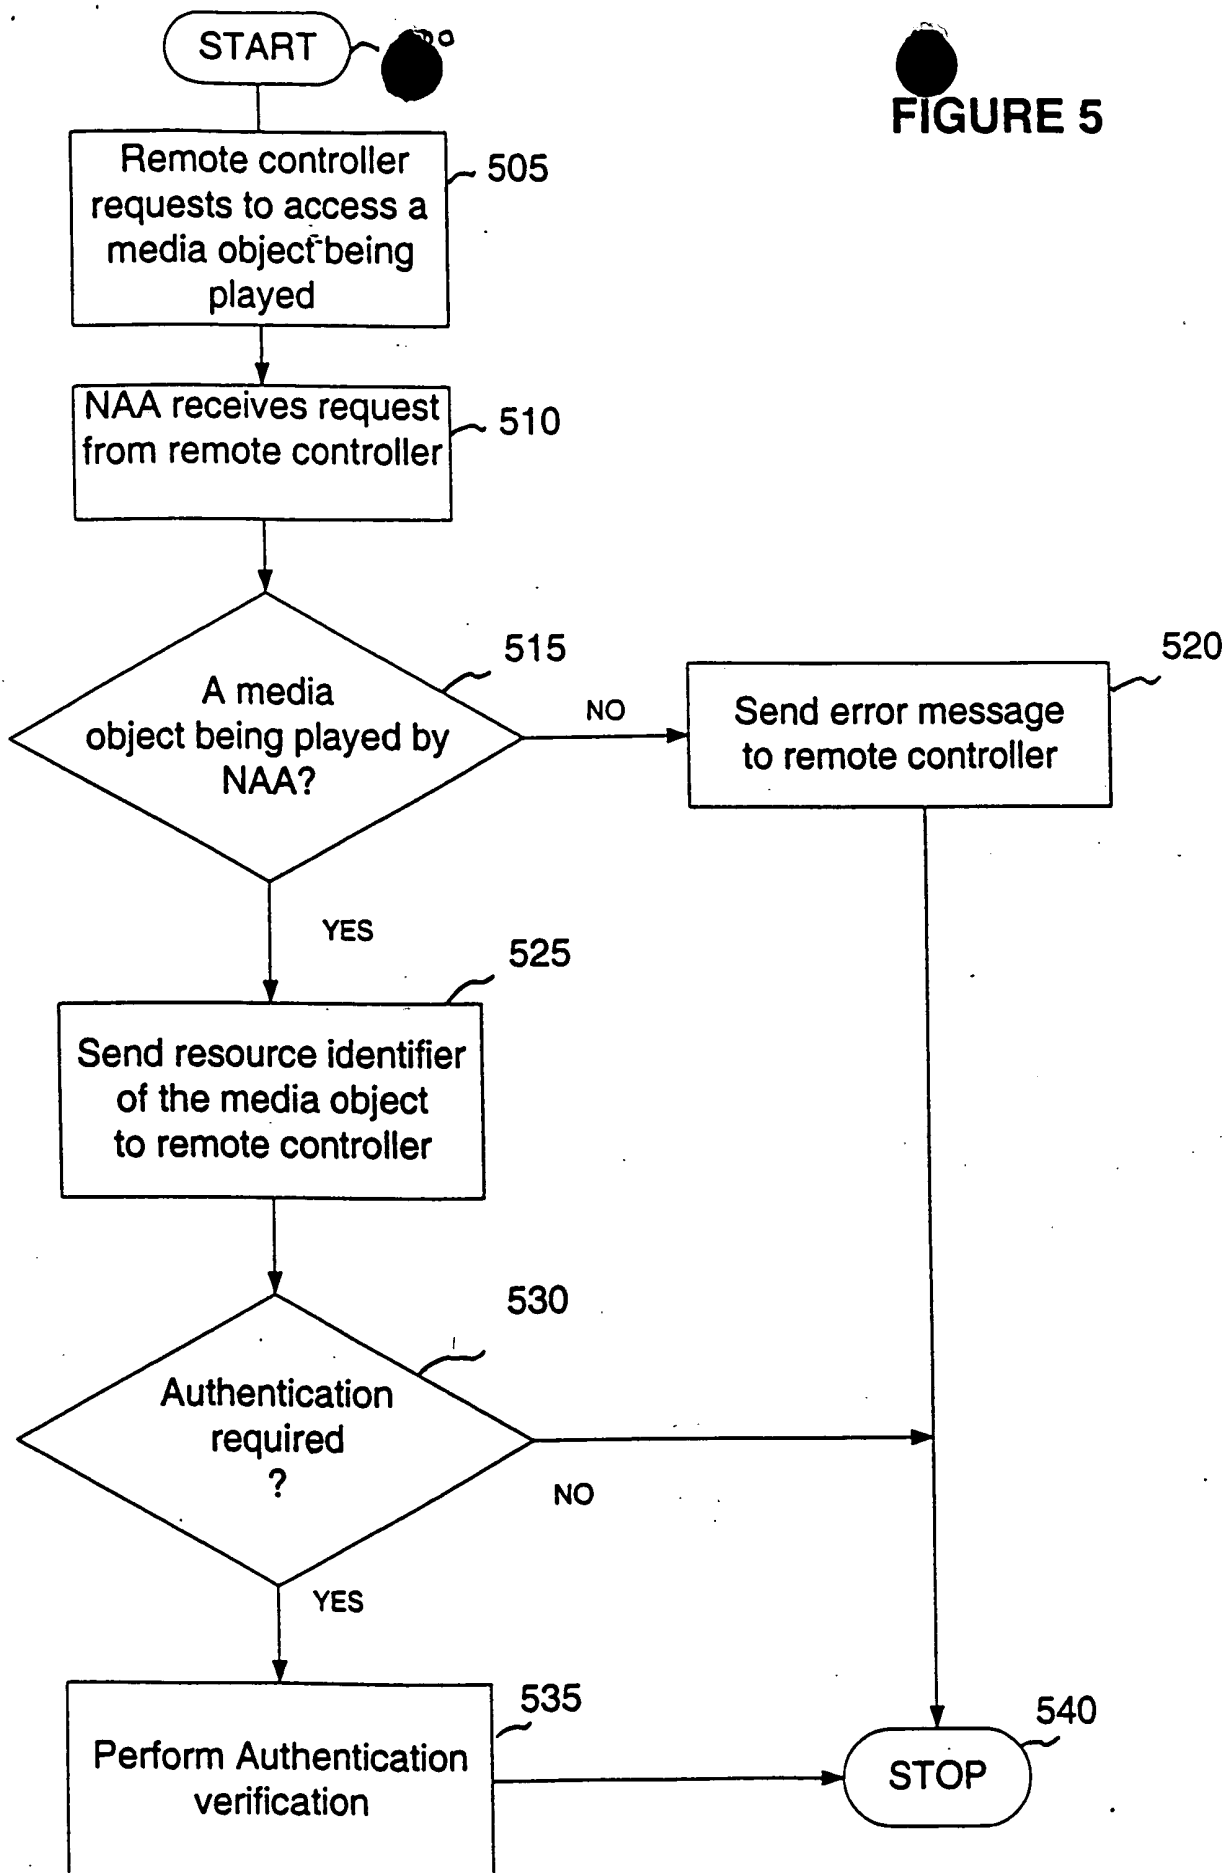 START
FIGURE 5
Remote controller
requests to access a
media object being
played
505
NAA receives request
from remote controller
510
515
A media
object being played by
NAA?
NO
520
Send error message
to remote controller
YES
525
Send resource identifier
of the media object
to remote controller
530
Authentication
required
?
NO
YES
535
Perform Authentication
verification
540
STOP